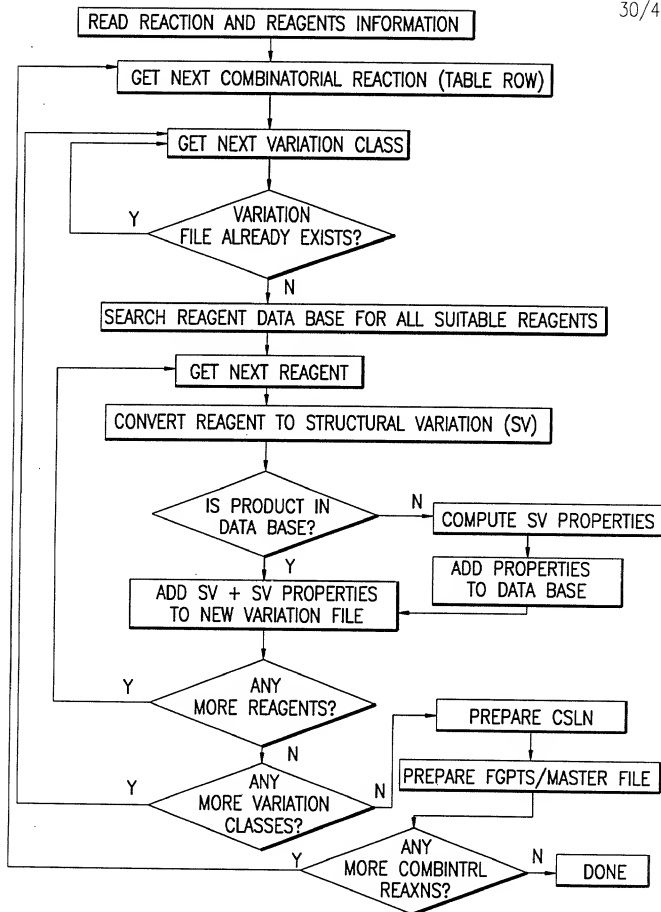 30/4
READ REACTION AND REAGENTS INFORMATION
GET NEXT COMBINATORIAL REACTION (TABLE ROW)
GET NEXT VARIATION CLASS
Y
VARIATION
FILE ALREADY EXISTS?
N
SEARCH REAGENT DATA BASE FOR ALL SUITABLE REAGENTS
GET NEXT REAGENT
CONVERT REAGENT TO STRUCTURAL VARIATION (SV)
IS PRODUCT IN
DATA BASE?
N
COMPUTE SV PROPERTIES
Y
ADD PROPERTIES
TO DATA BASE
ADD SV + SV PROPERTIES
TO NEW VARIATION FILE
Y
ANY
MORE REAGENTS?
N
PREPARE CSLN
Y
ANY
MORE VARIATION
CLASSES?
N
PREPARE FGPTS/MASTER FILE
Y
ANY
MORE COMBINTRL
REAXNS?
N
DONE